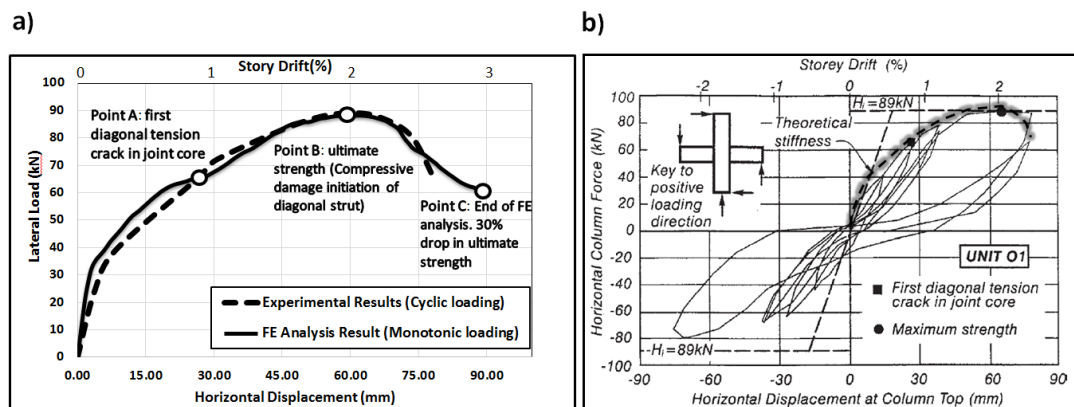 a)
Story Drift(%)
0 1 2 3
100
90
80
70
60
50
40
30
20
10
0
Lateral Load (kN)
Point A: first
diagonal tension
crack in joint core
Point B: ultimate
strength (Compressive
damage initiation of
diagonal strut)
Point C: End of FE
analysis. 30%
drop in ultimate
strength
Experimental Results (Cyclic loading)
FE Analysis Result (Monotonic loading)
0.00 15.00 30.00 45.00 60.00 75.00 90.00
Horizontal Displacement (mm)
b)
Storey Drift (%)
-2 -1 0 1 2
100
80
60
40
20
0
-20
-40
-60
-80
-100
Horizontal Column Force (kN)
Hi=89kN
Theoretical
stiffness
Key to
positive
loading
direction
UNIT O1
First diagonal tension
crack in joint core
Maximum strength
-Hi=89kN
-90 -60 -30 0 30 60 90
Horizontal Displacement at Column Top (mm)